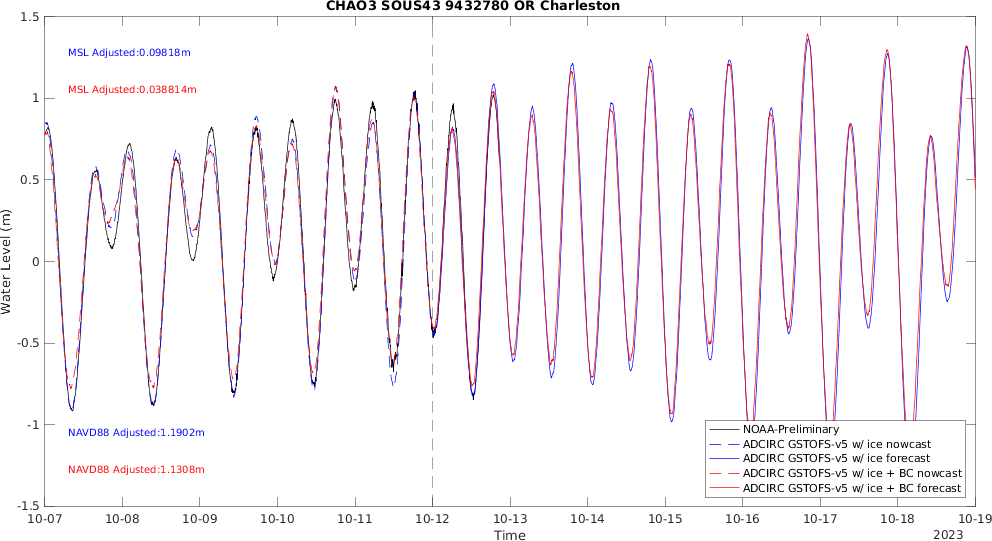 CHAO3 SOUS43 9432780 OR Charleston
1.5
MSL Adjusted:0.09818m
MSL Adjusted:0.038814m
1
0.5
0
-0.5
-1
-1.5
Water Level (m)
NAVD88 Adjusted:1.1902m
NAVD88 Adjusted:1.1308m
NOAA-Preliminary
ADCIRC GSTOFS-v5 w/ ice nowcast
ADCIRC GSTOFS-v5 w/ ice forecast
ADCIRC GSTOFS-v5 w/ ice + BC nowcast
ADCIRC GSTOFS-v5 w/ ice + BC forecast
10-07 10-08 10-09 10-10 10-11 10-12 10-13 10-14 10-15 10-16 10-17 10-18 10-19
Time
2023